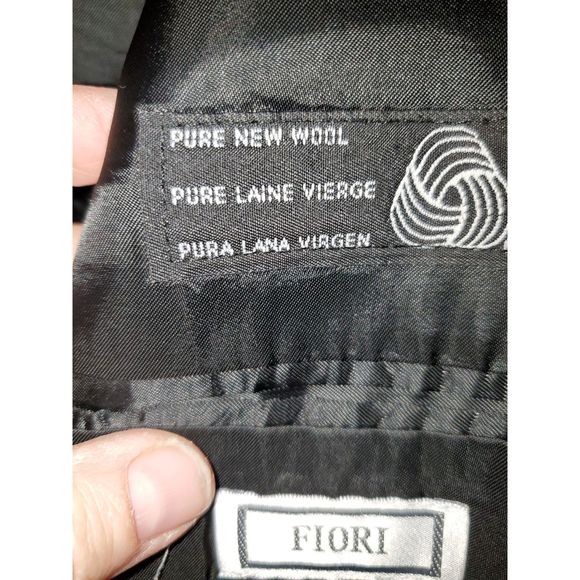 PURE NEW WOOL
PURE LAINE VIERGE
PURA LANA VIRGEN
FIORI